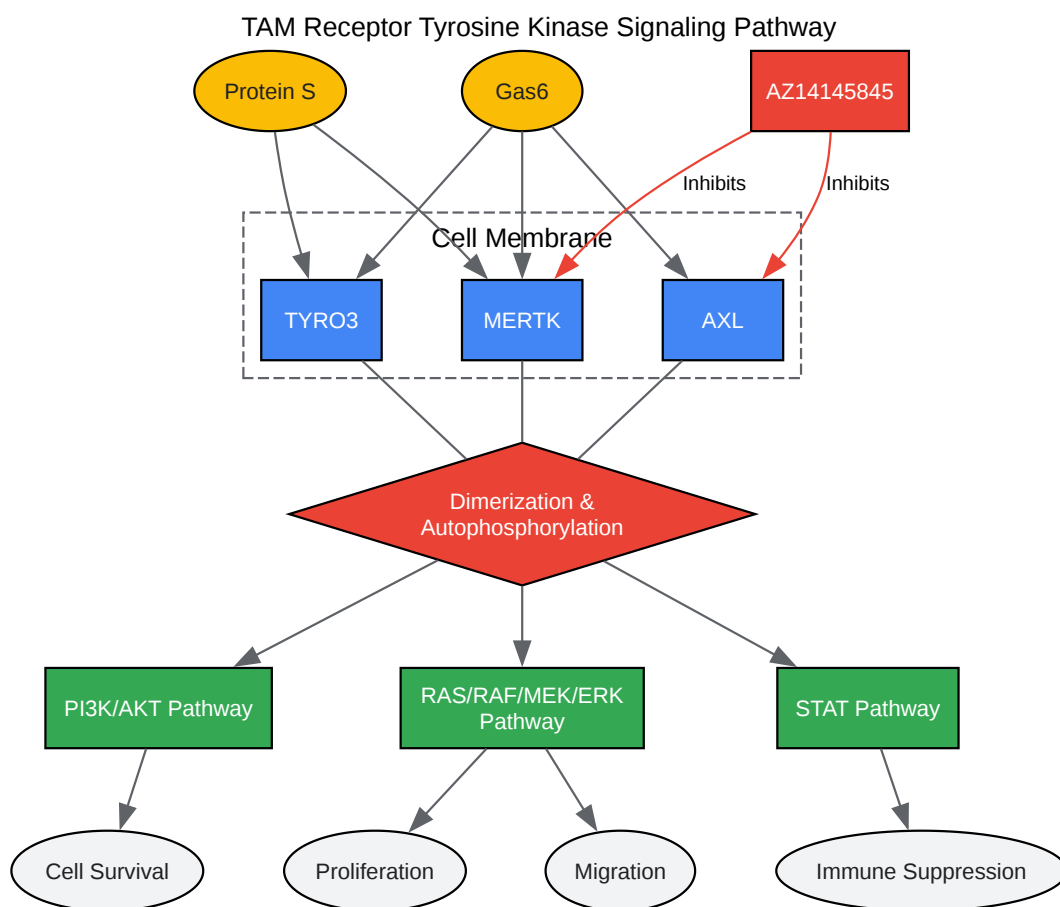 TAM Receptor Tyrosine Kinase Signaling Pathway
Protein S
Gas6
AZ14145845
Inhibits
Inhibits
Cell Membrane
TYRO3
MERTK
AXL
Dimerization &
Autophosphorylation
PI3K/AKT Pathway
RAS/RAF/MEK/ERK
Pathway
STAT Pathway
Cell Survival
Proliferation
Migration
Immune Suppression